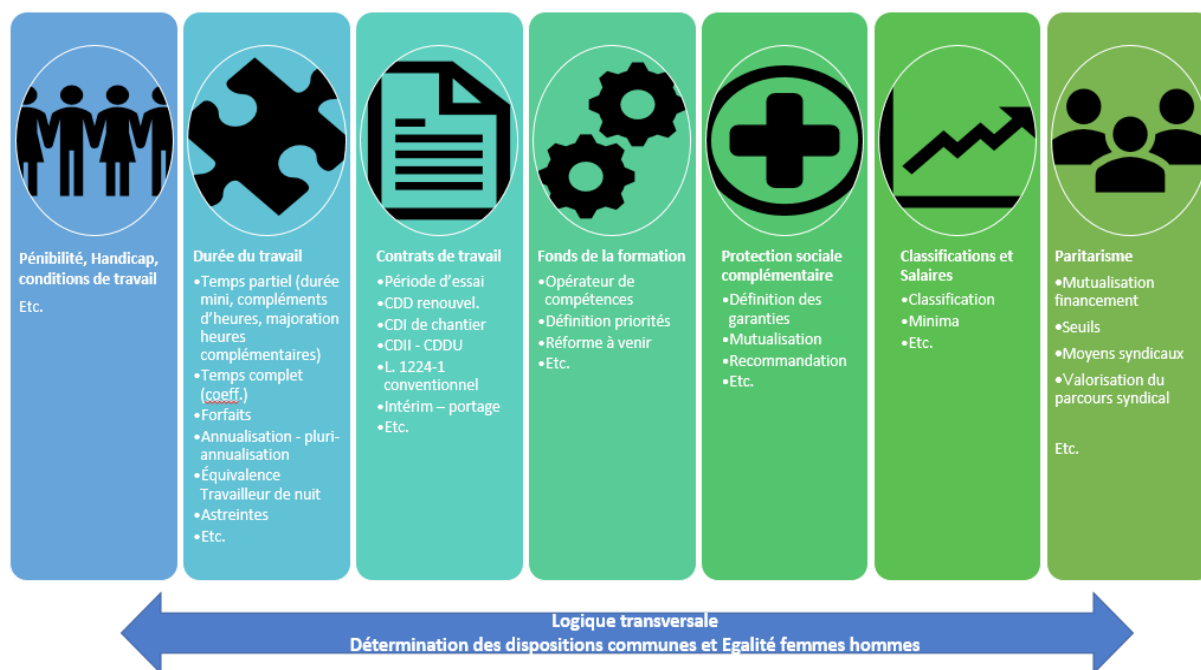 Pénibilité, Handicap,
conditions de travail
Etc.
Durée du travail
•Temps partiel (durée
mini, compléments
d'heures, majoration
heures
complémentaires)
•Temps complet
(coeff.)
•Forfaits
•Annualisation - pluri-
annualisation
•Équivalence
Travailleur de nuit
•Astreintes
•Etc.
Contrats de travail
•Période d'essai
•CDD renouvel.
•CDI de chantier
•CDII - CDDU
•L. 1224-1
conventionnel
•Intérim – portage
•Etc.
Fonds de la formation
•Opérateur de
compétences
•Définition priorités
•Réforme à venir
•Etc.
Protection sociale
complémentaire
•Définition des
garanties
•Mutualisation
•Recommandation
•Etc.
Classifications et
Salaires
•Classification
•Minima
•Etc.
Paritarisme
•Mutualisation
financement
•Seuils
•Moyens syndicaux
•Valorisation du
parcours syndical
Etc.
Logique transversale
Détermination des dispositions communes et Egalité femmes hommes